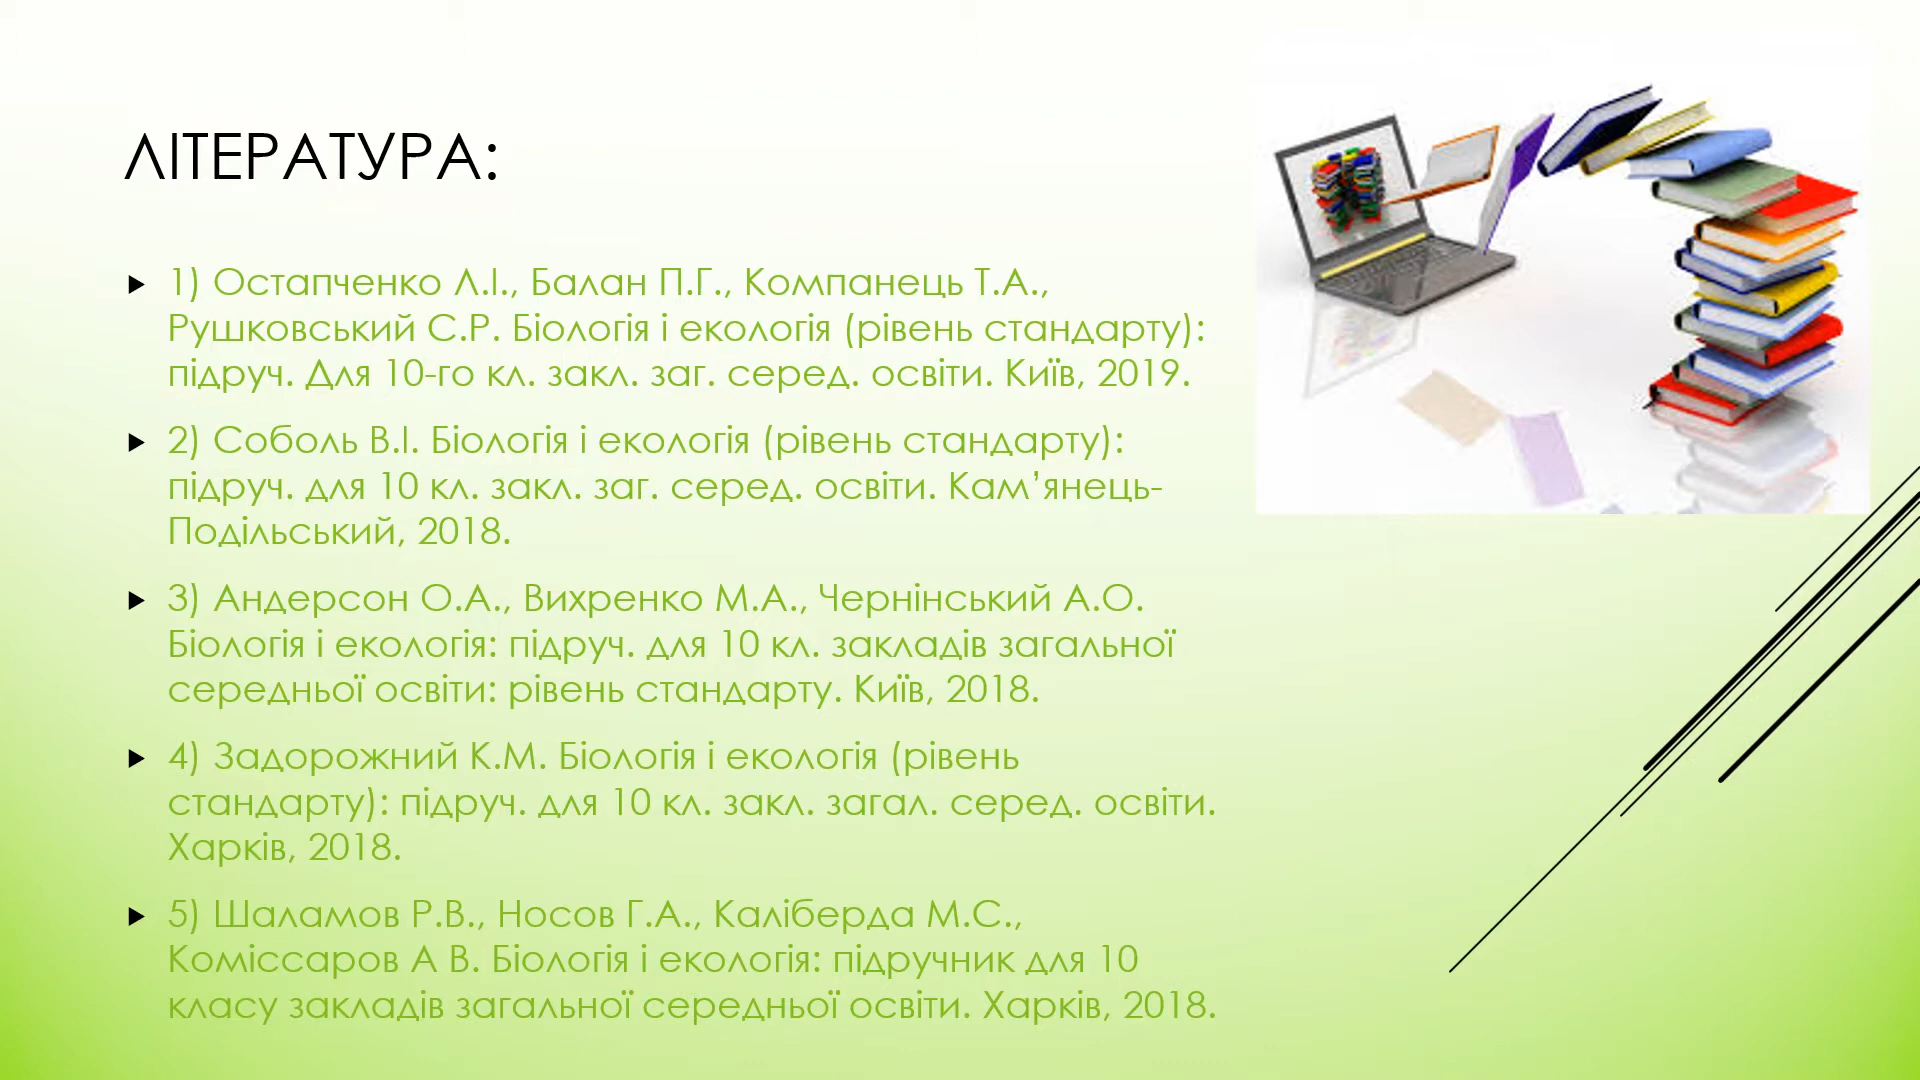 ЛІТЕРАТУРА:
1) Остапченко Л.І., Балан П.Г., Компанець Т.А.,
Рушковський С.Р. Біологія і екологія (рівень стандарту):
підруч. Для 10-го кл. закл. заг. серед. освіти. Київ, 2019.
2) Соболь В.І. Біологія і екологія (рівень стандарту):
підруч. для 10 кл. закл. заг. серед. освіти. Кам’янець-
Подільський, 2018.
3) Андерсон О.А., Вихренко М.А., Чернінський А.О.
Біологія і екологія: підруч. для 10 кл. закладів загальної
середньої освіти: рівень стандарту. Київ, 2018.
4) Задорожний К.М. Біологія і екологія (рівень
стандарту): підруч. для 10 кл. закл. загал. серед. освіти.
Харків, 2018.
5) Шаламов Р.В., Носов Г.А., Каліберда М.С.,
Коміссаров А В. Біологія і екологія: підручник для 10
класу закладів загальної середньої освіти. Харків, 2018.